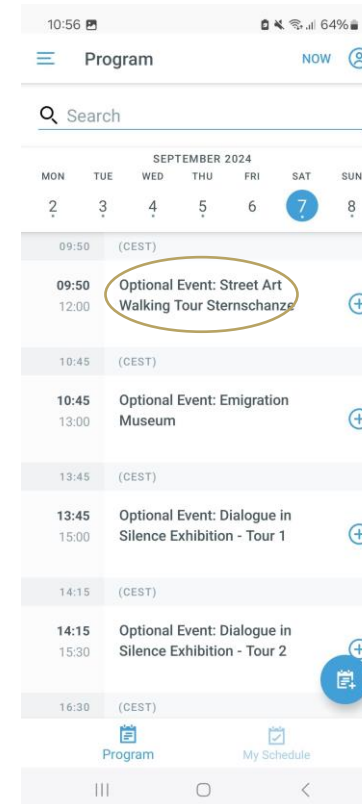 10:56 64%
Program NOW
Search
SEPTEMBER 2024
MON TUE WED THU FRI SAT SUN
2 3 4 5 6 7 8
09:50 (CEST)
09:50 Optional Event: Street Art
12:00 Walking Tour Sternschanze
10:45 (CEST)
10:45 Optional Event: Emigration
13:00 Museum
13:45 (CEST)
13:45 Optional Event: Dialogue in
15:00 Silence Exhibition - Tour 1
14:15 (CEST)
14:15 Optional Event: Dialogue in
15:30 Silence Exhibition - Tour 2
16:30 (CEST)
Program My Schedule